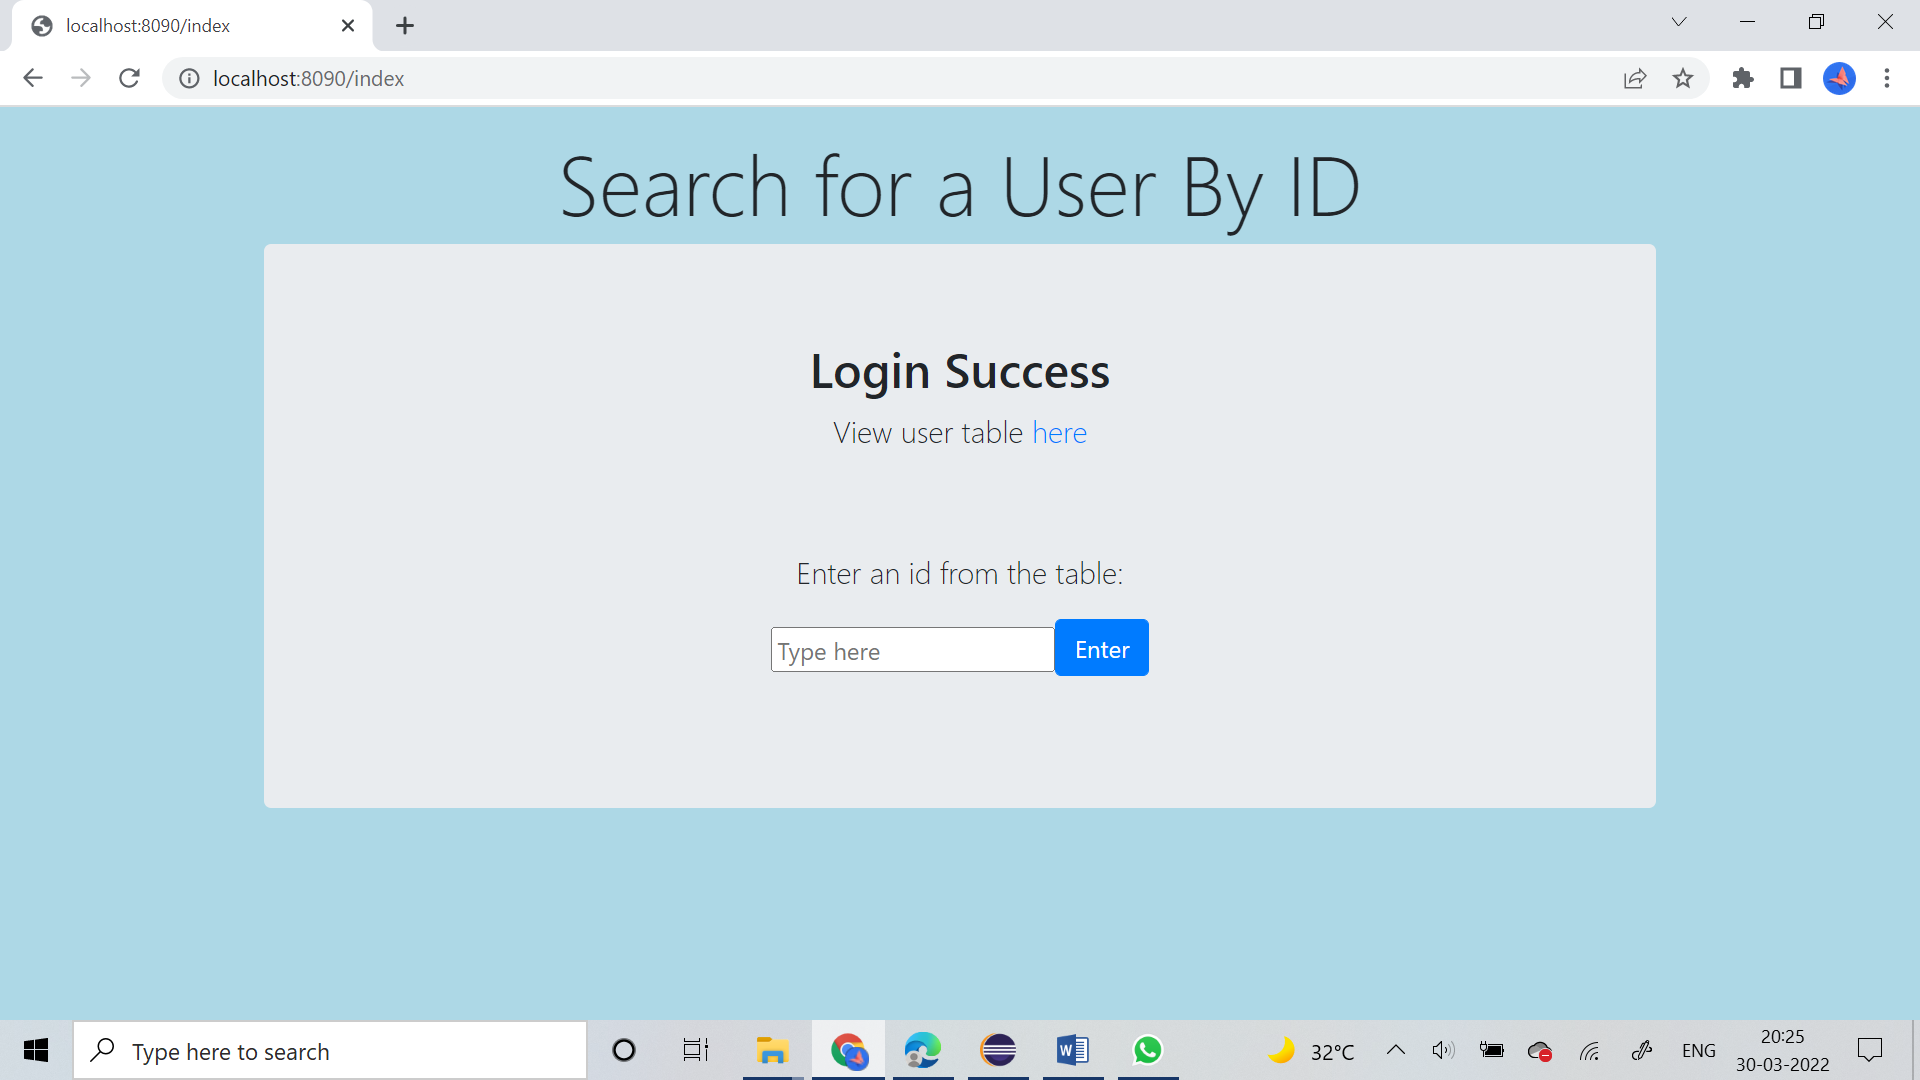 localhost:8090/index
localhost:8090/index
Search for a User By ID
Login Success
View user table here
Enter an id from the table:
Type here
Enter
Type here to search
32°C
ENG
20:25
30-03-2022